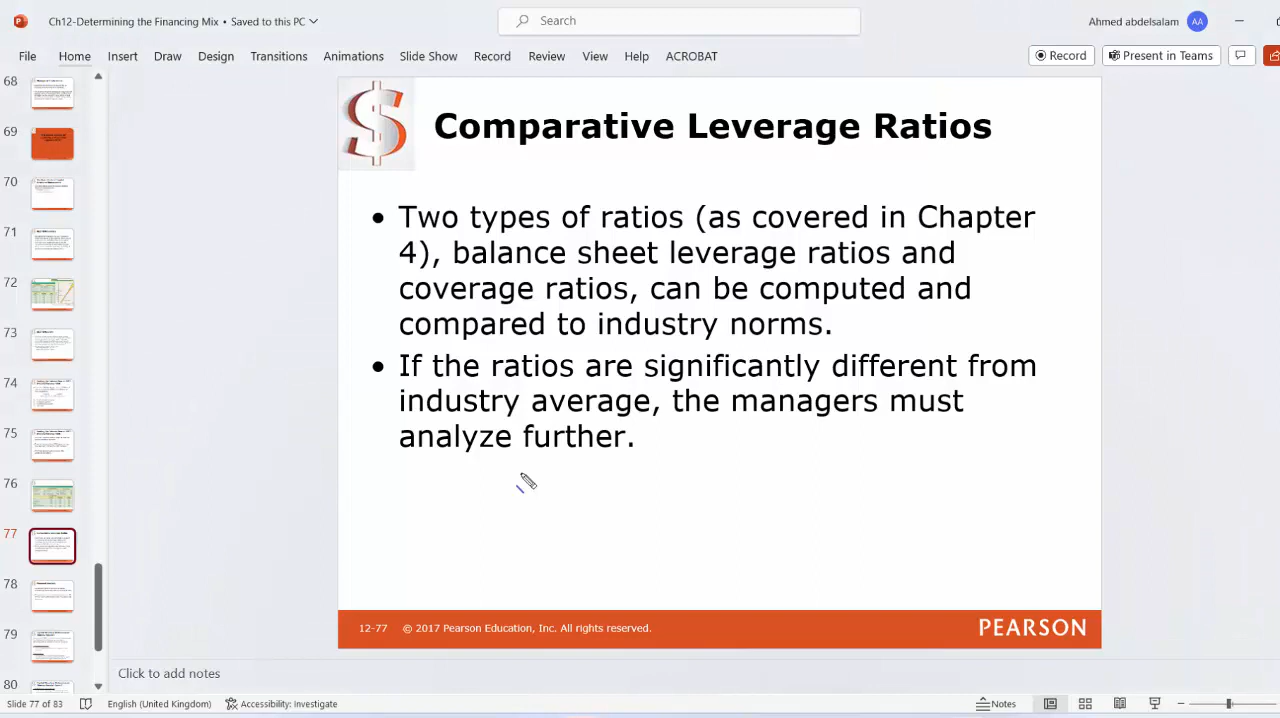 Ch12-Determining the Financing Mix • Saved to this PC
Search
Ahmed abdelsalam
AA
File
Home
Insert
Draw
Design
Transitions
Animations
Slide Show
Record
Review
View
Help
ACROBAT
Record
Present in Teams
68
69
70
71
72
73
74
75
76
77
78
79
80
Comparative Leverage Ratios
• Two types of ratios (as covered in Chapter
4), balance sheet leverage ratios and
coverage ratios, can be computed and
compared to industry norms.
• If the ratios are significantly different from
industry average, the managers must
analyze further.
12-77 © 2017 Pearson Education, Inc. All rights reserved.
PEARSON
Click to add notes
Slide 77 of 83
English (United Kingdom)
Accessibility: Investigate
Notes